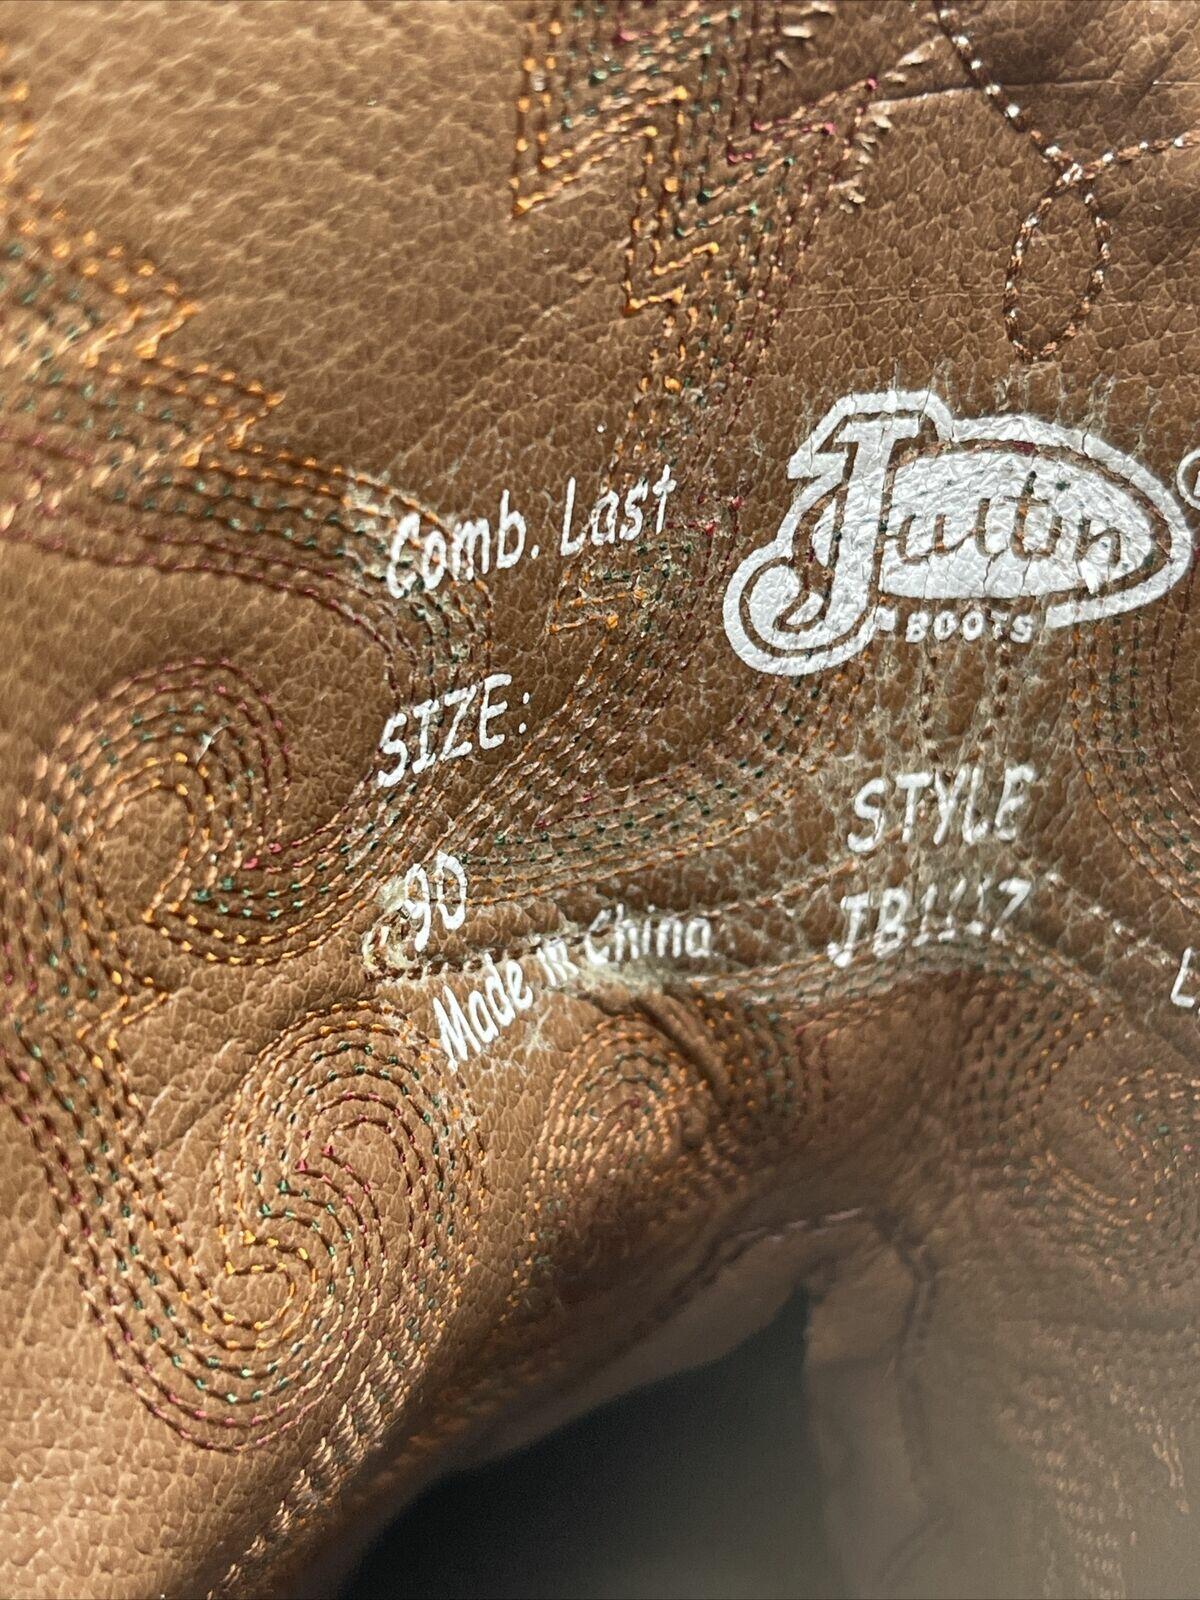 Comb. Last
Justin
BOOTS
SIZE:
9D
Made in China
STYLE